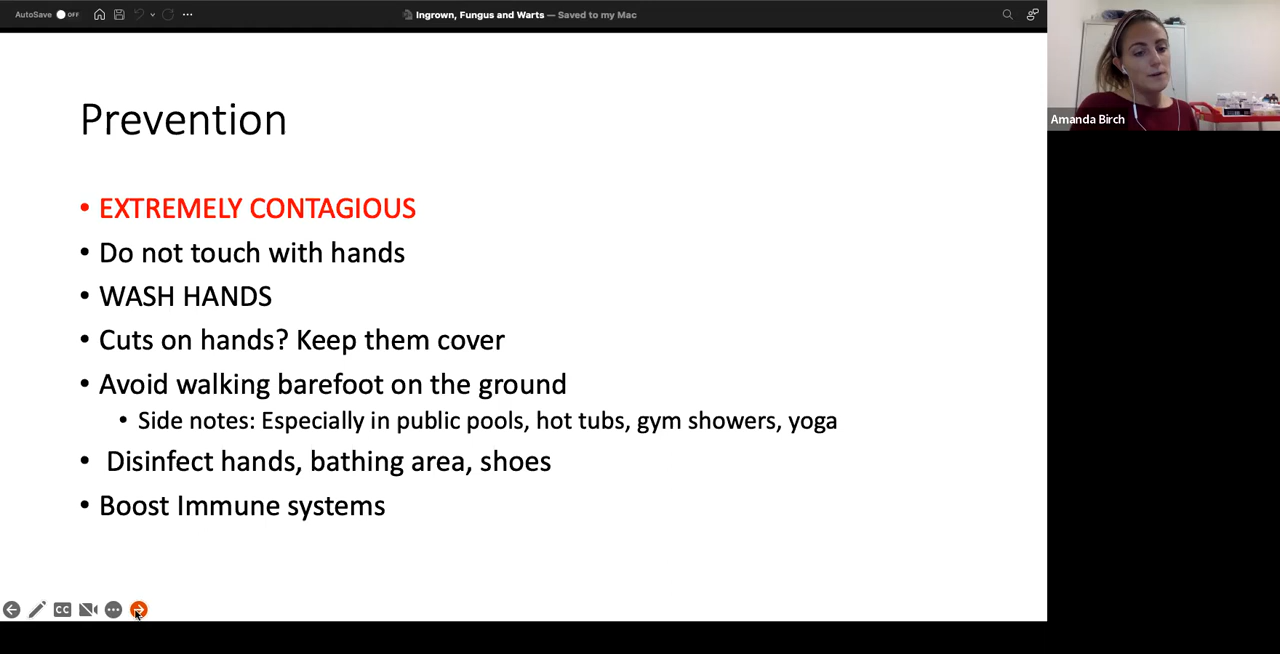 AutoSave OFF
Ingrown, Fungus and Warts — Saved to my Mac
Amanda Birch
Prevention
• EXTREMELY CONTAGIOUS
• Do not touch with hands
• WASH HANDS
• Cuts on hands? Keep them cover
• Avoid walking barefoot on the ground
• Side notes: Especially in public pools, hot tubs, gym showers, yoga
• Disinfect hands, bathing area, shoes
• Boost Immune systems
CC